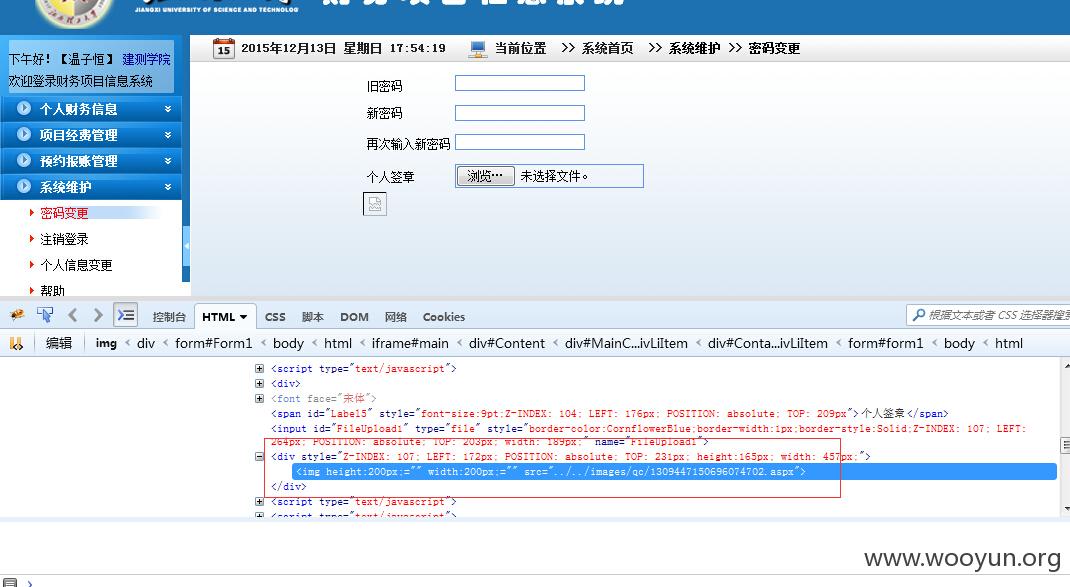 JIANGXI UNIVERSITY OF SCIENCE AND TECHNOLOG
15 2015年12月13日 星期日 17:54:19 当前位置 >> 系统首页 >> 系统维护 >> 密码变更
下午好！【温子恒】 建测学院
欢迎登录财务项目信息系统
个人财务信息
项目经费管理
预约报账管理
系统维护
密码变更
注销登录
个人信息变更
帮助
旧密码
新密码
再次输入新密码
个人签章 浏览… 未选择文件。
控制台 HTML CSS 脚本 DOM 网络 Cookies
根据文本或者 CSS 选择器搜索
编辑 img < div < form#Form1 < body < html < iframe#main < div#Content < div#MainC...ivLiItem < div#Conta...ivLiItem < form#form1 < body < html
<script type="text/javascript">
<div>
<font face="宋体">
<span id="Label5" style="font-size:9pt;Z-INDEX: 104; LEFT: 176px; POSITION: absolute; TOP: 209px">个人签章</span>
<input id="FileUpload1" type="file" style="border-color:CornflowerBlue;border-width:1px;border-style:Solid;Z-INDEX: 107; LEFT:
264px; POSITION: absolute; TOP: 203px; width: 189px;" name="FileUpload1">
<div style="Z-INDEX: 107; LEFT: 172px; POSITION: absolute; TOP: 231px; height:165px; width: 457px;">
<img height:200px;="" width:200px;="" src="../../images/qc/1309447150696074702.aspx">
</div>
<script type="text/javascript">
<script type="text/javascript">
www.wooyun.org